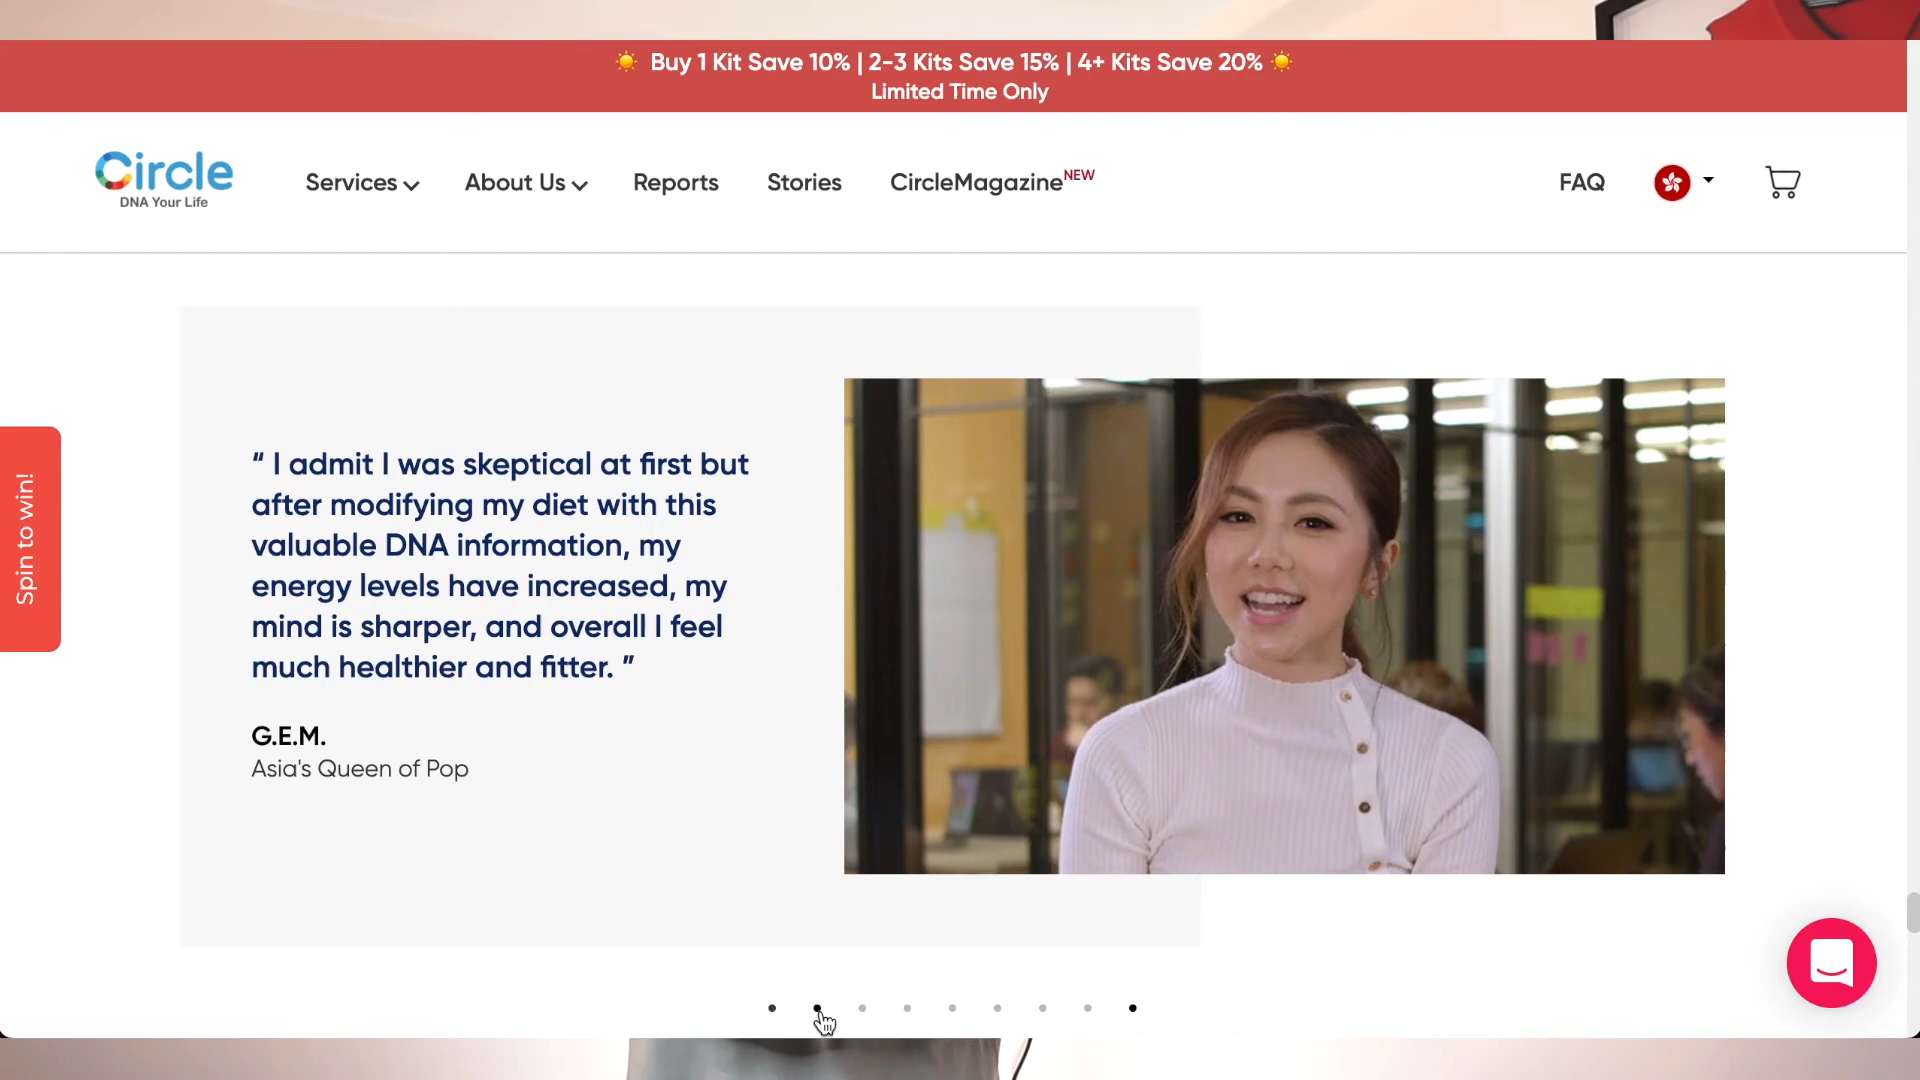 Buy 1 Kit Save 10% | 2-3 Kits Save 15% | 4+ Kits Save 20%
Limited Time Only
Circle
DNA Your Life
Services
About Us
Reports
Stories
CircleMagazine NEW
FAQ
Spin to win!
“ I admit I was skeptical at first but
after modifying my diet with this
valuable DNA information, my
energy levels have increased, my
mind is sharper, and overall I feel
much healthier and fitter. ”
G.E.M.
Asia's Queen of Pop